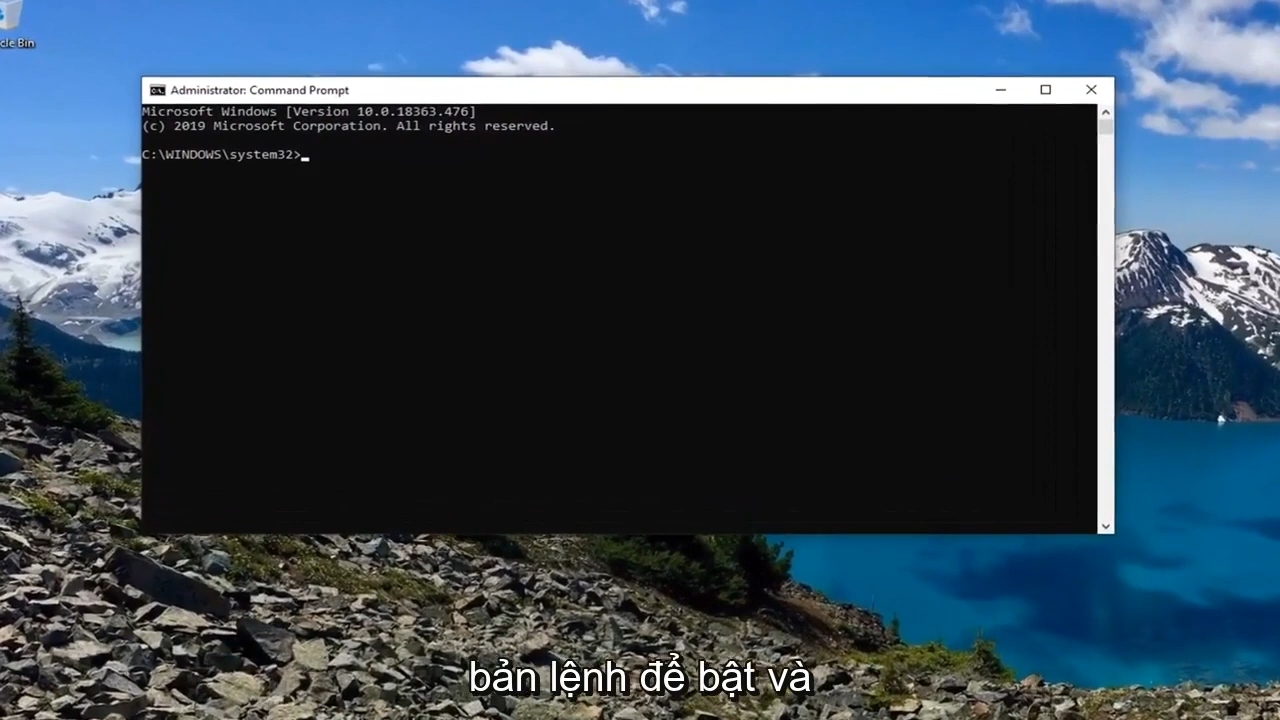 cle Bin
Administrator: Command Prompt
Microsoft Windows [Version 10.0.18363.476]
(c) 2019 Microsoft Corporation. All rights reserved.
C:\WINDOWS\system32>
bản lệnh để bật và